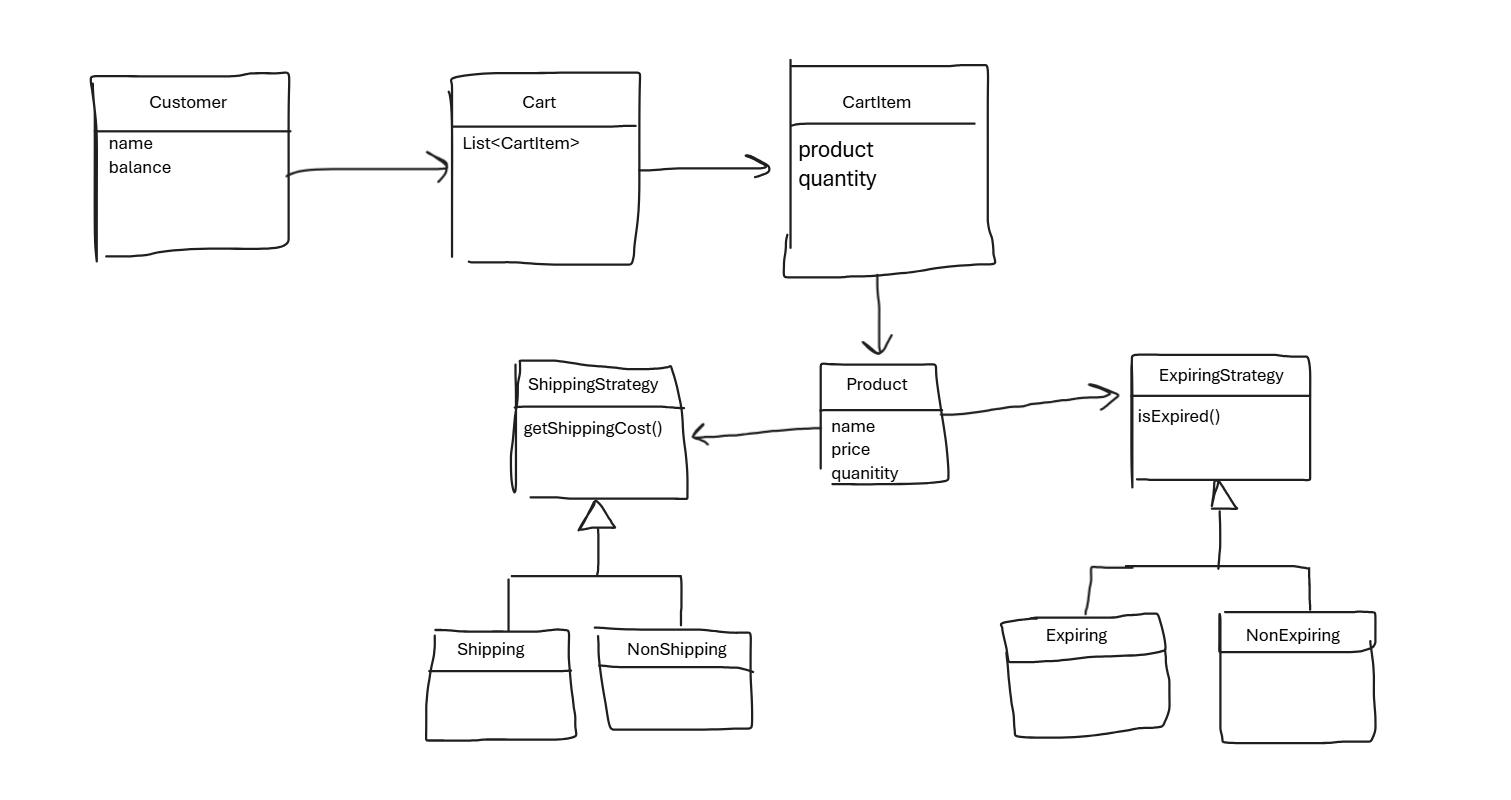 Customer
name
balance
Cart
List<CartItem>
CartItem
product
quantity
ShippingStrategy
getShippingCost()
Product
name
price
quanitity
ExpiringStrategy
isExpired()
Shipping
NonShipping
Expiring
NonExpiring